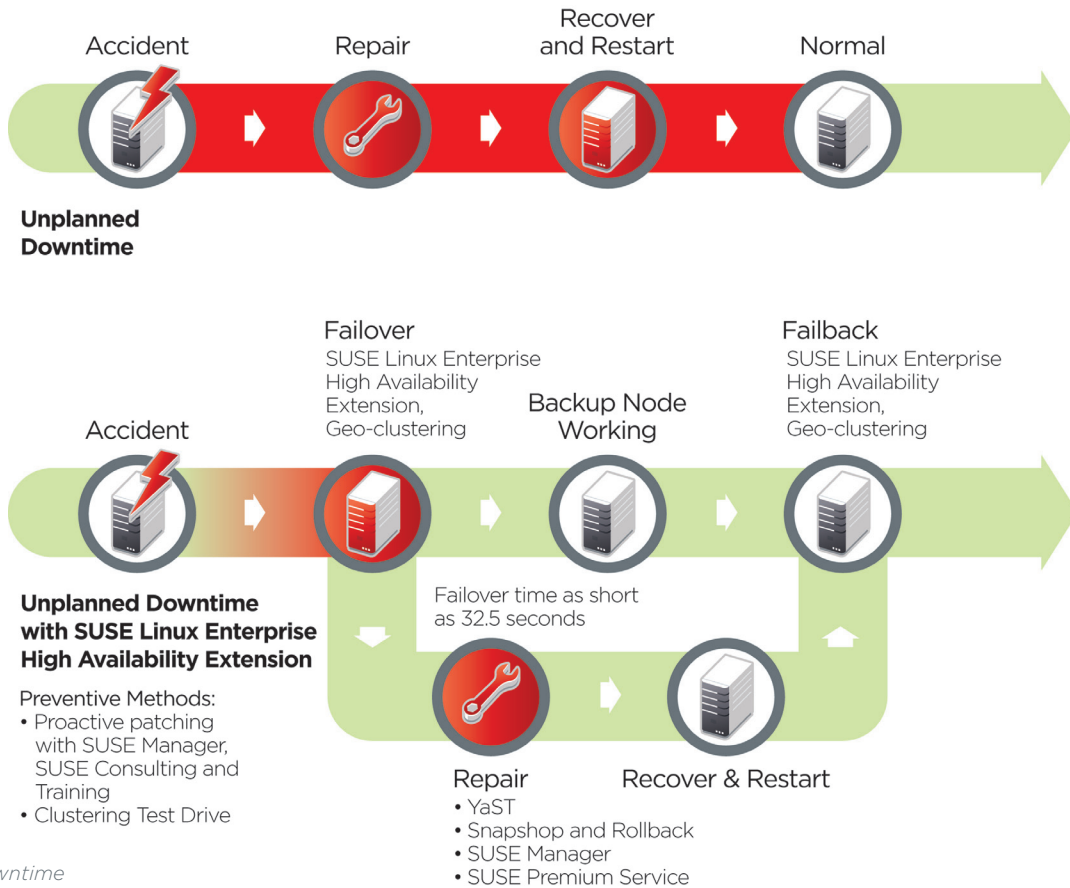 Accident
Repair
Recover
and Restart
Normal
Unplanned
Downtime
Failover
SUSE Linux Enterprise
High Availability
Extension,
Geo-clustering
Failback
SUSE Linux Enterprise
High Availability
Extension,
Geo-clustering
Accident
Backup Node
Working
Unplanned Downtime
with SUSE Linux Enterprise
High Availability Extension
Failover time as short
as 32.5 seconds
Preventive Methods:
• Proactive patching
with SUSE Manager,
SUSE Consulting and
Training
• Clustering Test Drive
Repair
• YaST
• Snapshop and Rollback
• SUSE Manager
• SUSE Premium Service
Recover & Restart
wntime